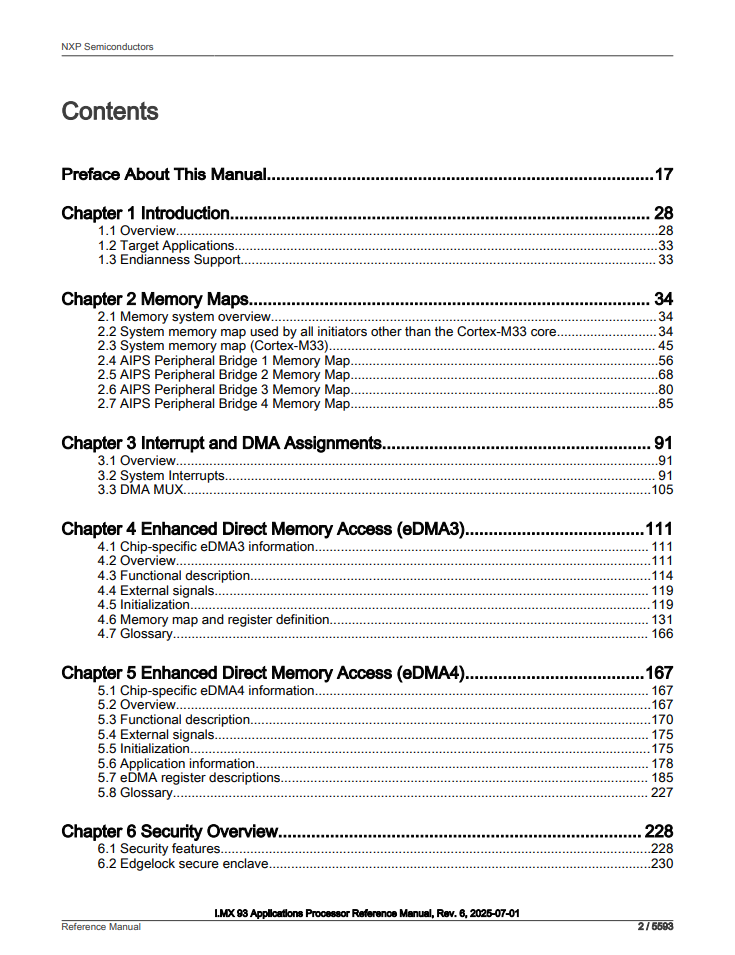 NXP Semiconductors
Contents
Preface About This Manual....................................................................................17
Chapter 1 Introduction......................................................................................... 28
1.1 Overview.................................................................................................................................28
1.2 Target Applications..................................................................................................................33
1.3 Endianness Support................................................................................................................ 33
Chapter 2 Memory Maps...................................................................................... 34
2.1 Memory system overview........................................................................................................34
2.2 System memory map used by all initiators other than the Cortex-M33 core........................... 34
2.3 System memory map (Cortex-M33)........................................................................................ 45
2.4 AIPS Peripheral Bridge 1 Memory Map...................................................................................56
2.5 AIPS Peripheral Bridge 2 Memory Map...................................................................................68
2.6 AIPS Peripheral Bridge 3 Memory Map...................................................................................80
2.7 AIPS Peripheral Bridge 4 Memory Map...................................................................................85
Chapter 3 Interrupt and DMA Assignments......................................................... 91
3.1 Overview.................................................................................................................................91
3.2 System Interrupts.................................................................................................................... 91
3.3 DMA MUX.............................................................................................................................105
Chapter 4 Enhanced Direct Memory Access (eDMA3)......................................111
4.1 Chip-specific eDMA3 information.......................................................................................... 111
4.2 Overview...............................................................................................................................111
4.3 Functional description...........................................................................................................114
4.4 External signals..................................................................................................................... 119
4.5 Initialization...........................................................................................................................119
4.6 Memory map and register definition...................................................................................... 131
4.7 Glossary................................................................................................................................ 166
Chapter 5 Enhanced Direct Memory Access (eDMA4)......................................167
5.1 Chip-specific eDMA4 information.......................................................................................... 167
5.2 Overview...............................................................................................................................167
5.3 Functional description...........................................................................................................170
5.4 External signals..................................................................................................................... 175
5.5 Initialization...........................................................................................................................175
5.6 Application information.......................................................................................................... 178
5.7 eDMA register descriptions................................................................................................... 185
5.8 Glossary................................................................................................................................ 227
Chapter 6 Security Overview............................................................................. 228
6.1 Security features...................................................................................................................228
6.2 Edgelock secure enclave.......................................................................................................230
I.MX 93 Applications Processor Reference Manual, Rev. 6, 2025-07-01
Reference Manual 2 / 5593